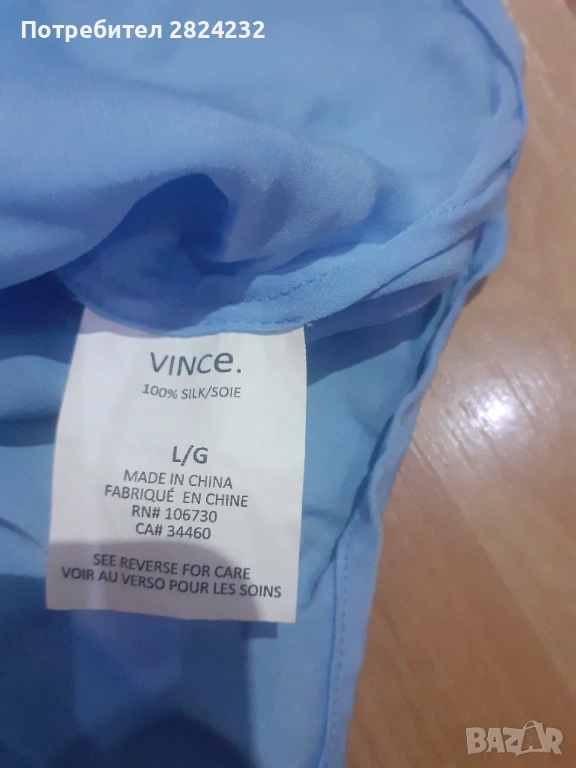 Потребител 2824232
VINCE.
100% SILK/SOIE
L/G
MADE IN CHINA
FABRIQUÉ EN CHINE
RN# 106730
CA# 34460
SEE REVERSE FOR CARE
VOIR AU VERSO POUR LES SOINS
BAZAR